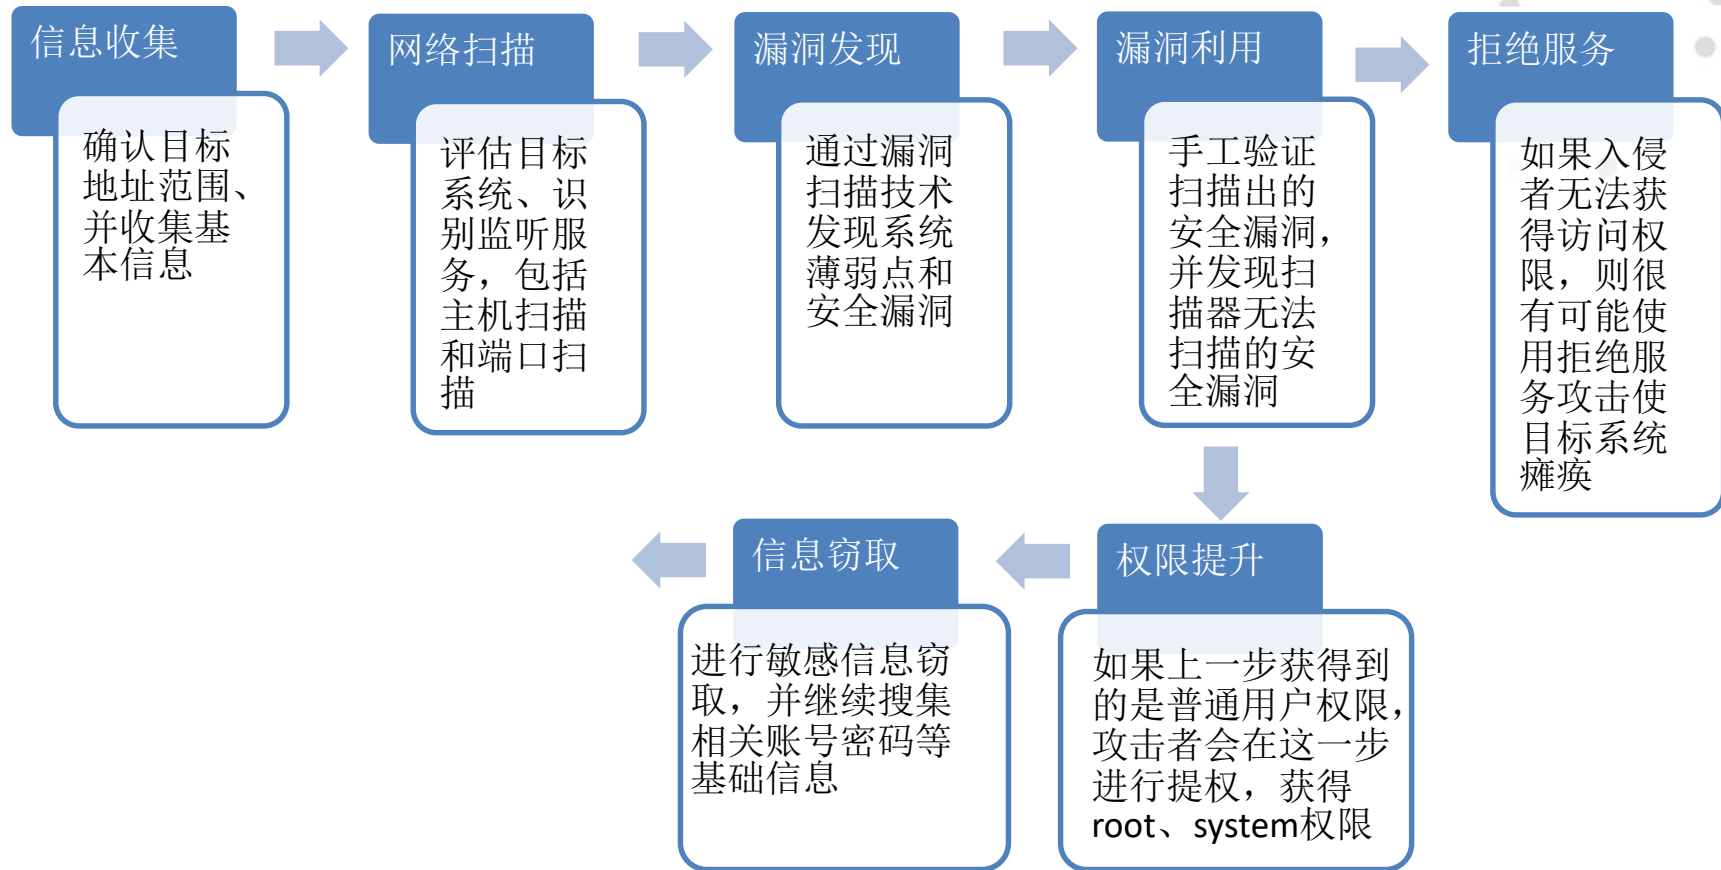 信息收集
确认目标
地址范围、
并收集基
本信息
网络扫描
评估目标
系统、识
别监听服
务，包括
主机扫描
和端口扫
描
漏洞发现
通过漏洞
扫描技术
发现系统
薄弱点和
安全漏洞
漏洞利用
手工验证
扫描出的
安全漏洞，
并发现扫
描器无法
扫描的安
全漏洞
拒绝服务
如果入侵
者无法获
得访问权
限，则很
有可能使
用拒绝服
务攻击使
目标系统
瘫痪
权限提升
如果上一步获得到
的是普通用户权限，
攻击者会在这一步
进行提权，获得
root、system权限
信息窃取
进行敏感信息窃
取，并继续搜集
相关账号密码等
基础信息